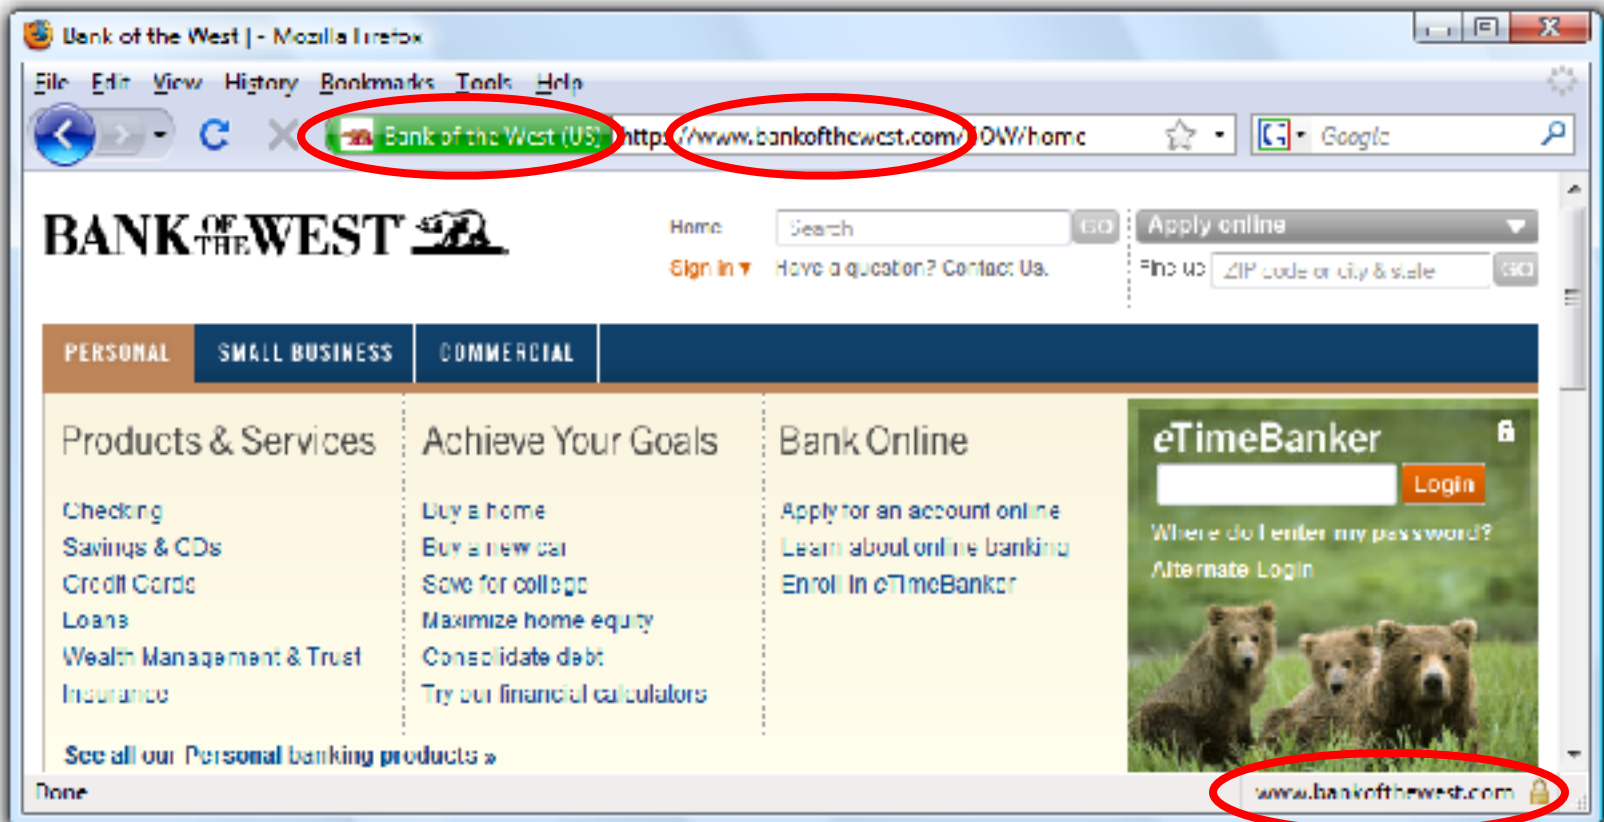 Bank of the West | - Mozilla Firefox
File Edit View History Bookmarks Tools Help
Bank of the West (US) https://www.bankofthewest.com/BOW/home Google
BANK OF THE WEST
Home Search GO
Sign in ▾ Have a question? Contact Us.
Apply online
Find us ZIP code or city & state GO
PERSONAL SMALL BUSINESS COMMERCIAL
Products & Services
Checking
Savings & CDs
Credit Cards
Loans
Wealth Management & Trust
Insurance
See all our Personal banking products »
Achieve Your Goals
Buy a home
Buy a new car
Save for college
Maximize home equity
Consolidate debt
Try our financial calculators
Bank Online
Apply for an account online
Learn about online banking
Enroll in eTimeBanker
eTimeBanker
Login
Where do I enter my password?
Alternate Login
Done www.bankofthewest.com